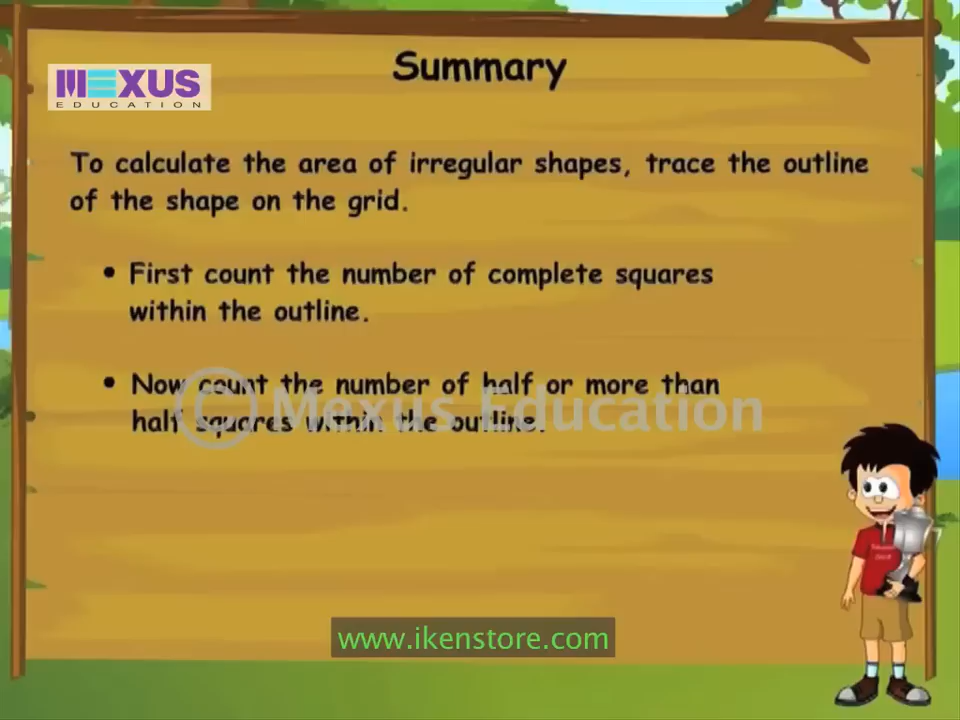 Summary
MEXUS
EDUCATION
To calculate the area of irregular shapes, trace the outline
of the shape on the grid.
• First count the number of complete squares
within the outline.
• Now count the number of half or more than
half squares within the outline.
© Mexus Education
www.ikenstore.com